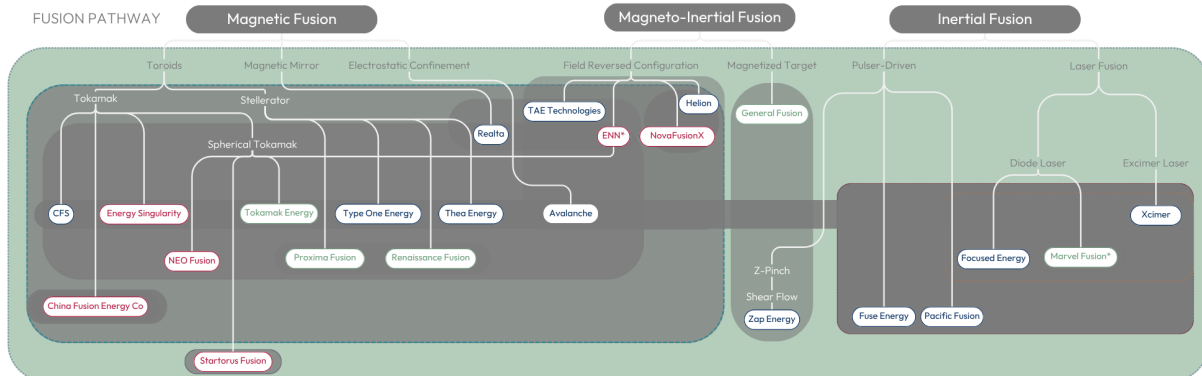 FUSION PATHWAY
Magnetic Fusion
Magneto-Inertial Fusion
Inertial Fusion
Toroids
Magnetic Mirror
Electrostatic Confinement
Field Reversed Configuration
Magnetized Target
Pulser-Driven
Laser Fusion
Tokamak
Stellerator
TAE Technologies
Helion
General Fusion
Realta
ENN*
NovaFusionX
Spherical Tokamak
Diode Laser
Excimer Laser
CFS
Energy Singularity
Tokamak Energy
Type One Energy
Thea Energy
Avalanche
Xcimer
NEO Fusion
Proxima Fusion
Renaissance Fusion
Focused Energy
Marvel Fusion*
Z-Pinch
Shear Flow
China Fusion Energy Co
Zap Energy
Fuse Energy
Pacific Fusion
Startorus Fusion